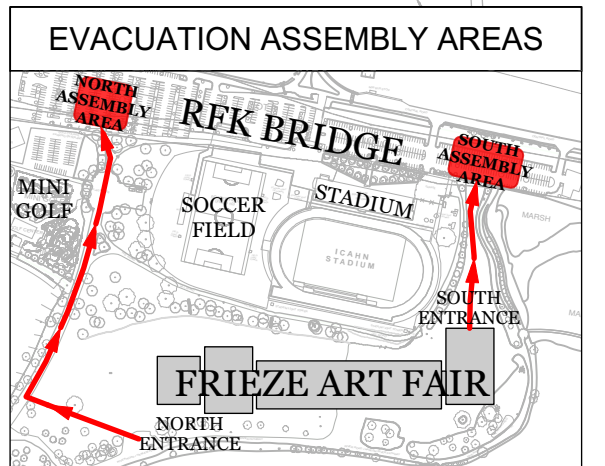 EVACUATION ASSEMBLY AREAS
NORTH
ASSEMBLY
AREA
RFK BRIDGE
SOUTH
ASSEMBLY
AREA
MINI
GOLF
SOCCER
FIELD
STADIUM
MARSH
ICAHN
STADIUM
SOUTH
ENTRANCE
FRIEZE ART FAIR
NORTH
ENTRANCE